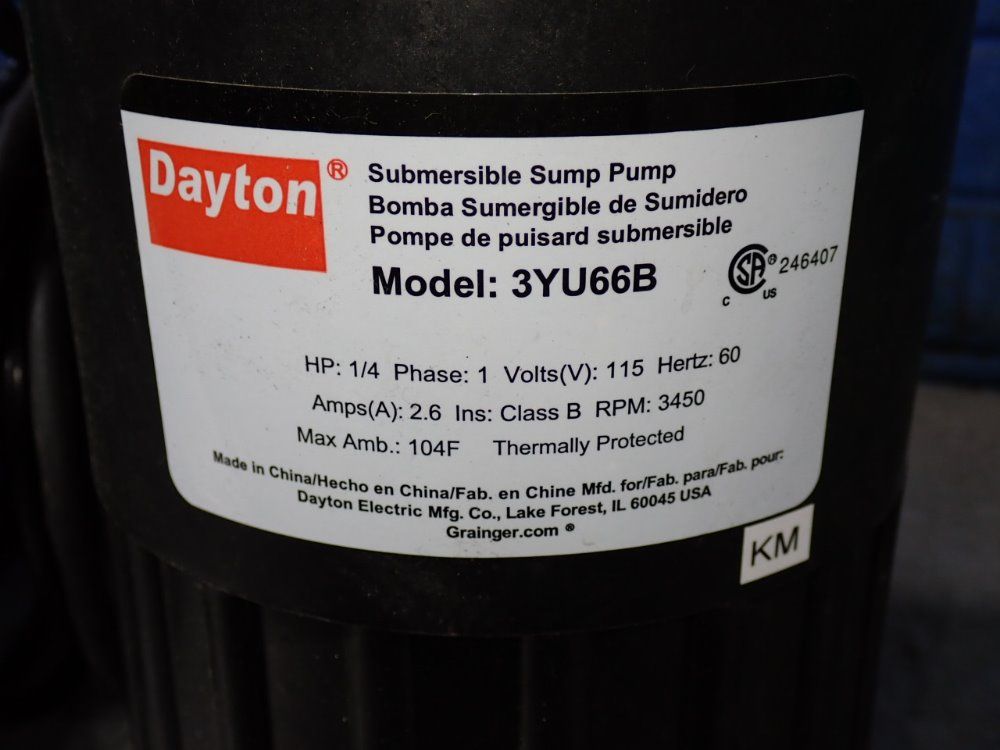 Dayton®
Submersible Sump Pump
Bomba Sumergible de Sumidero
Pompe de puisard submersible
Model: 3YU66B
C SA® US 246407
HP: 1/4 Phase: 1 Volts(V): 115 Hertz: 60
Amps(A): 2.6 Ins: Class B RPM: 3450
Max Amb.: 104F Thermally Protected
Made in China/Hecho en China/Fab. en Chine Mfd. for/Fab. para/Fab. pour:
Dayton Electric Mfg. Co., Lake Forest, IL 60045 USA
Grainger.com ®
KM